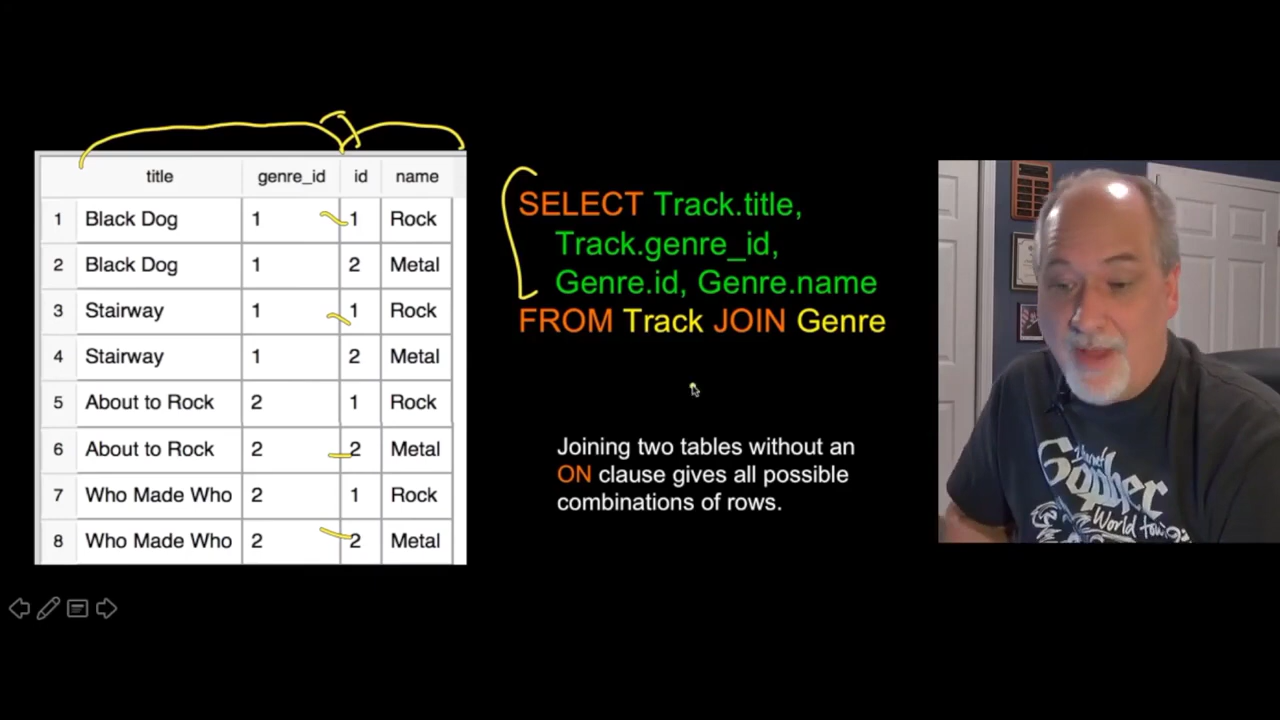 title genre_id id name
1 Black Dog 1 1 Rock
2 Black Dog 1 2 Metal
3 Stairway 1 1 Rock
4 Stairway 1 2 Metal
5 About to Rock 2 1 Rock
6 About to Rock 2 2 Metal
7 Who Made Who 2 1 Rock
8 Who Made Who 2 2 Metal
SELECT Track.title,
Track.genre_id,
Genre.id, Genre.name
FROM Track JOIN Genre
Joining two tables without an
ON clause gives all possible
combinations of rows.
Gopher
World tour